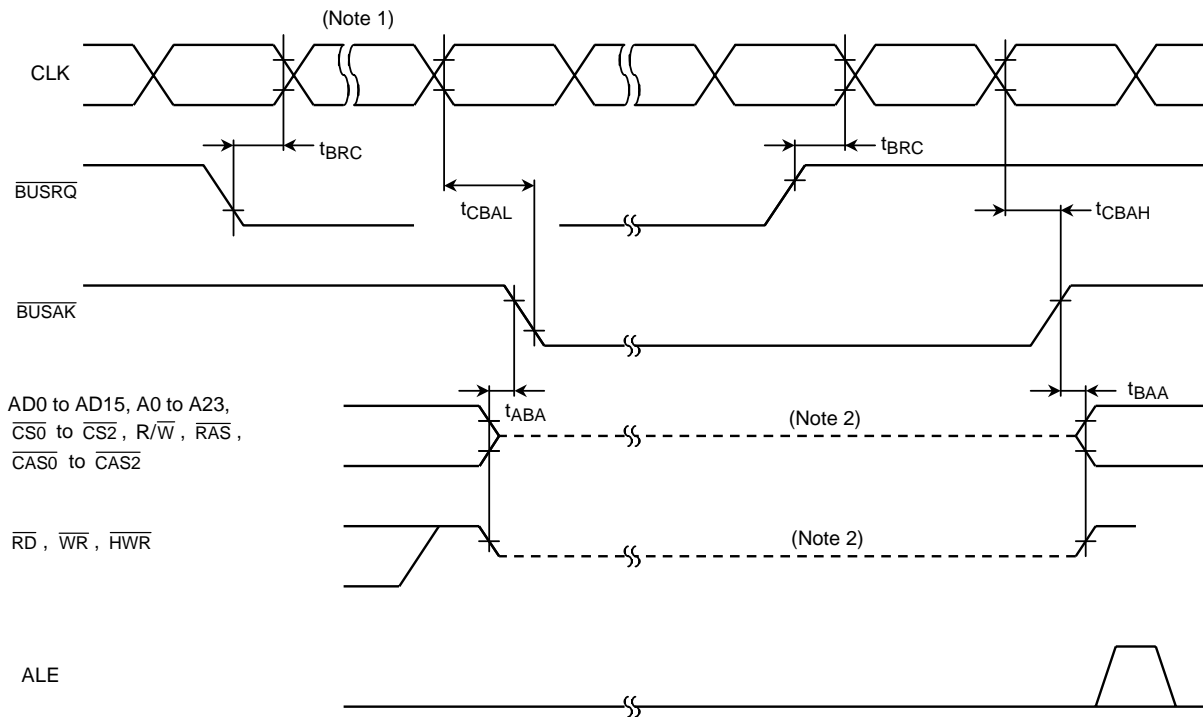 (Note 1)
CLK
tBRC
tBRC
BUSRQ
tCBAL
tCBAH
BUSAK
AD0 to AD15, A0 to A23,
CS0 to CS2 , R/W , RAS ,
CAS0 to CAS2
tABA
(Note 2)
tBAA
RD , WR , HWR
(Note 2)
ALE